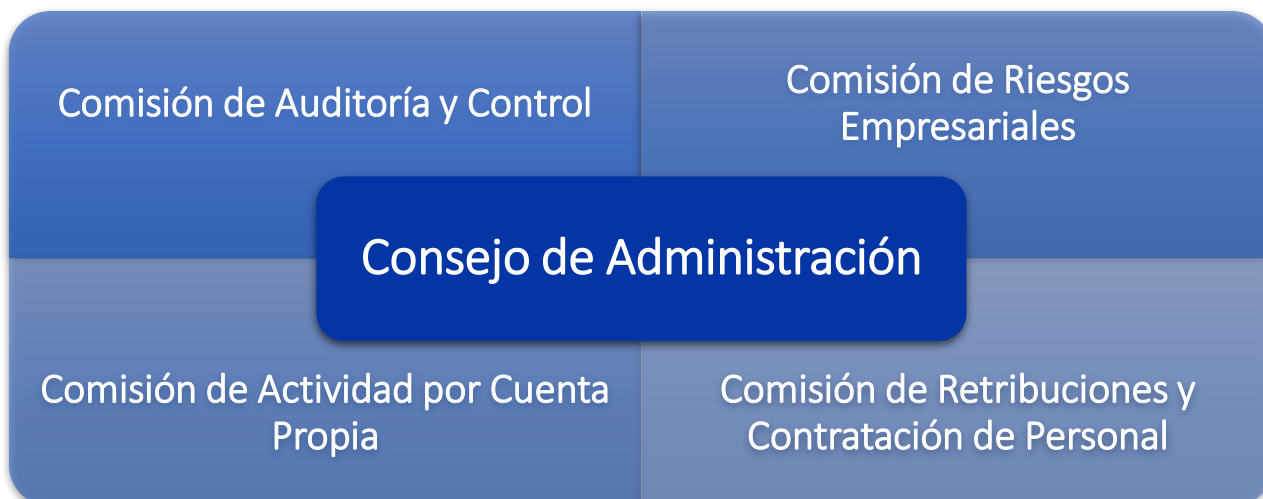 Comisión de Auditoría y Control
Comisión de Riesgos
Empresariales
Consejo de Administración
Comisión de Actividad por Cuenta
Propia
Comisión de Retribuciones y
Contratación de Personal